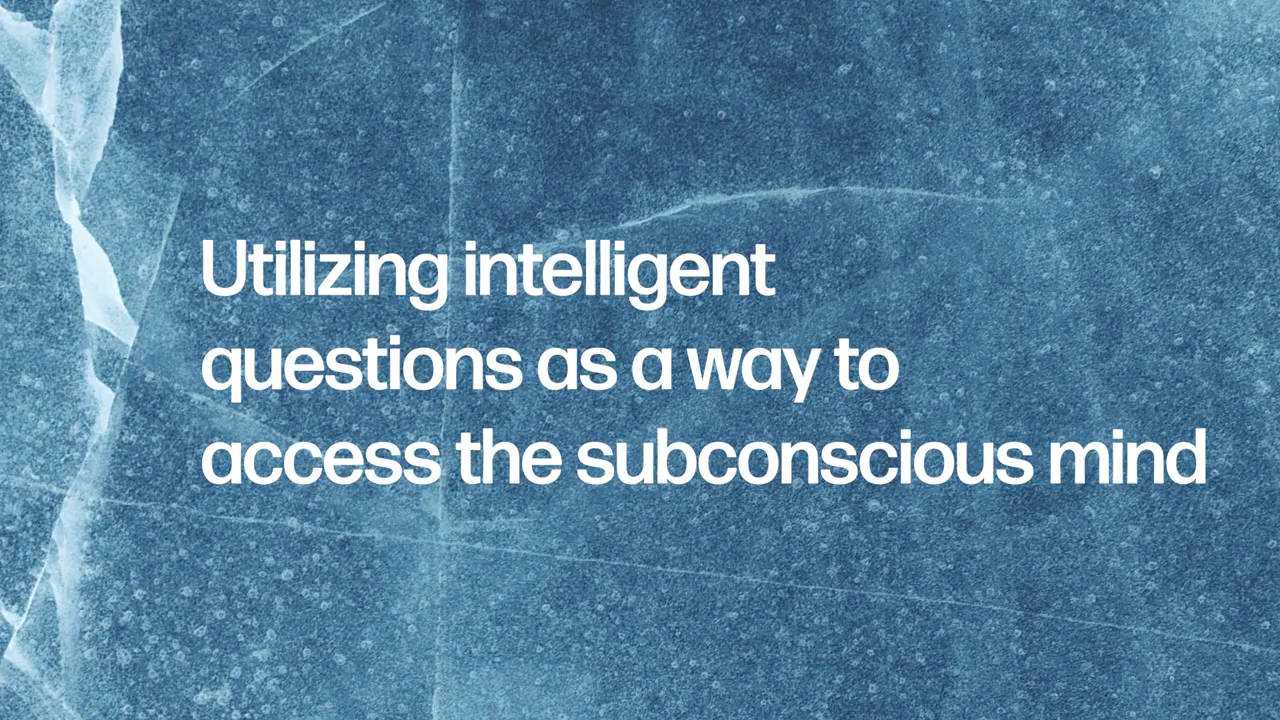 Utilizing intelligent
questions as a way to
access the subconscious mind